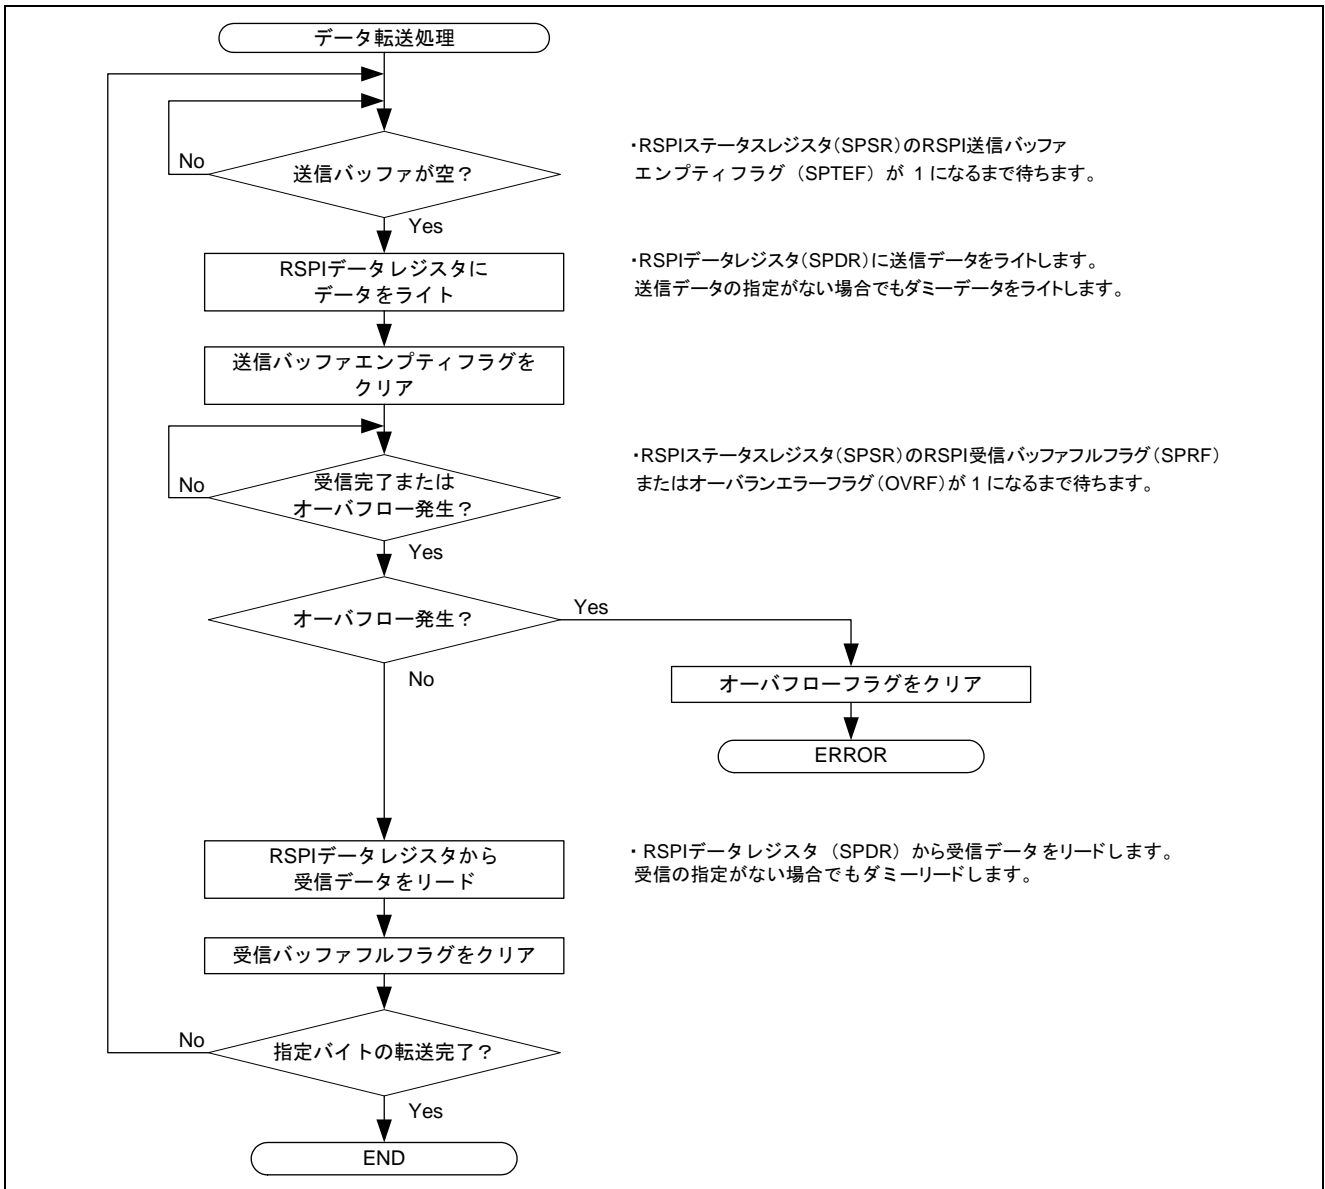 データ転送処理
No
送信バッファが空？
・RSPIステータスレジスタ（SPSR）のRSPI送信バッファ
エンプティフラグ（SPTEF）が 1 になるまで待ちます。
Yes
RSPIデータレジスタに
データをライト
・RSPIデータレジスタ（SPDR）に送信データをライトします。
送信データの指定がない場合でもダミーデータをライトします。
送信バッファエンプティフラグを
クリア
No
受信完了または
オーバフロー発生？
・RSPIステータスレジスタ（SPSR）のRSPI受信バッファフルフラグ（SPRF）
またはオーバランエラーフラグ（OVRF）が 1 になるまで待ちます。
Yes
オーバフロー発生？
Yes
No
オーバフローフラグをクリア
ERROR
RSPIデータレジスタから
受信データをリード
・ RSPIデータレジスタ（SPDR）から受信データをリードします。
受信の指定がない場合でもダミーリードします。
受信バッファフルフラグをクリア
No
指定バイトの転送完了？
Yes
END